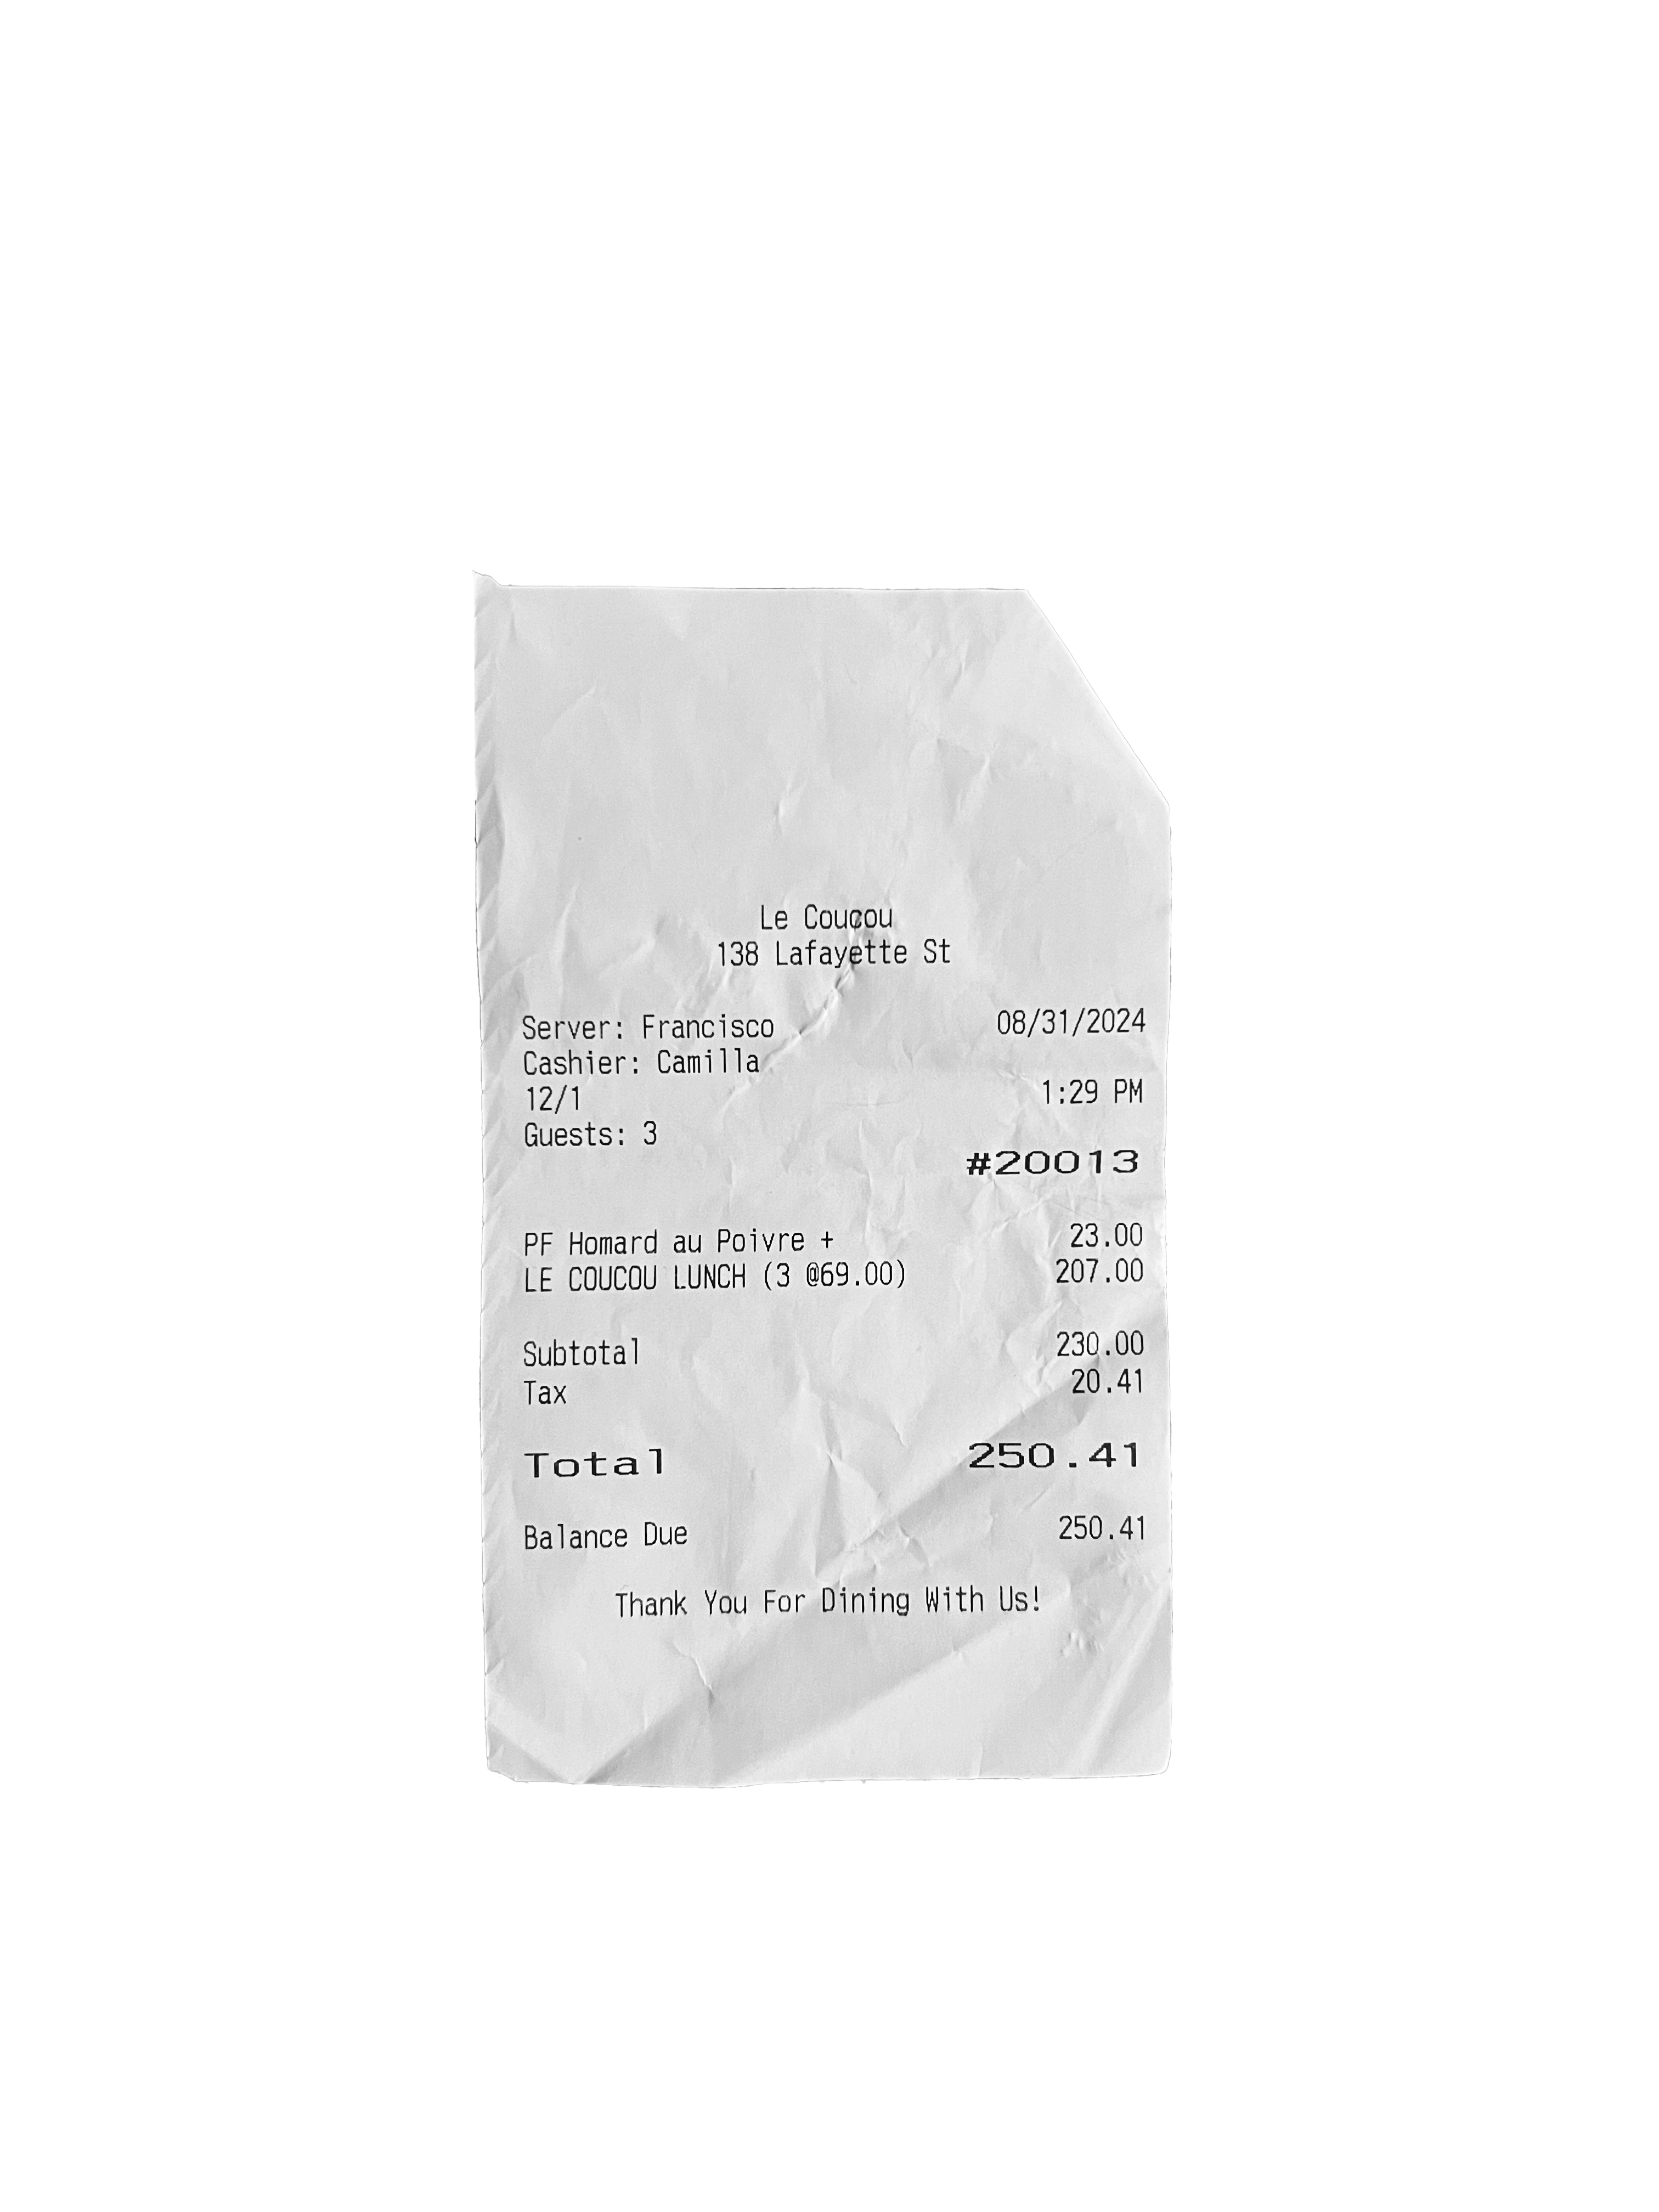 Le Coucou
138 Lafayette St
Server: Francisco 08/31/2024
Cashier: Camilla
12/1 1:29 PM
Guests: 3
#20013
PF Homard au Poivre + 23.00
LE COUCOU LUNCH (3 @69.00) 207.00
Subtotal 230.00
Tax 20.41
Total 250.41
Balance Due 250.41
Thank You For Dining With Us!